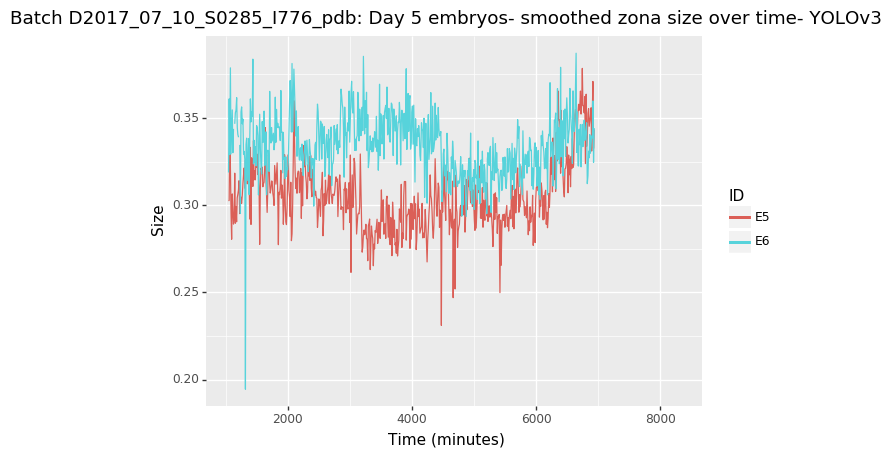 Batch D2017_07_10_S0285_I776_pdb: Day 5 embryos- smoothed zona size over time- YOLOv3
Size
0.35
0.30
0.25
0.20
2000
4000
6000
8000
Time (minutes)
ID
E5
E6